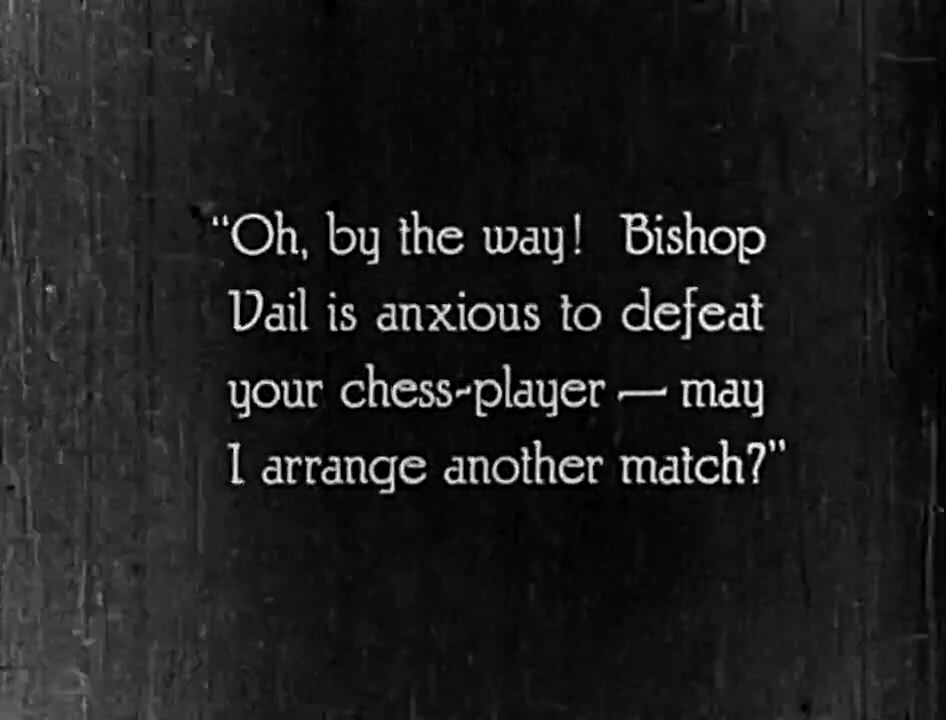 "Oh, by the way! Bishop
Vail is anxious to defeat
your chess-player — may
I arrange another match?"